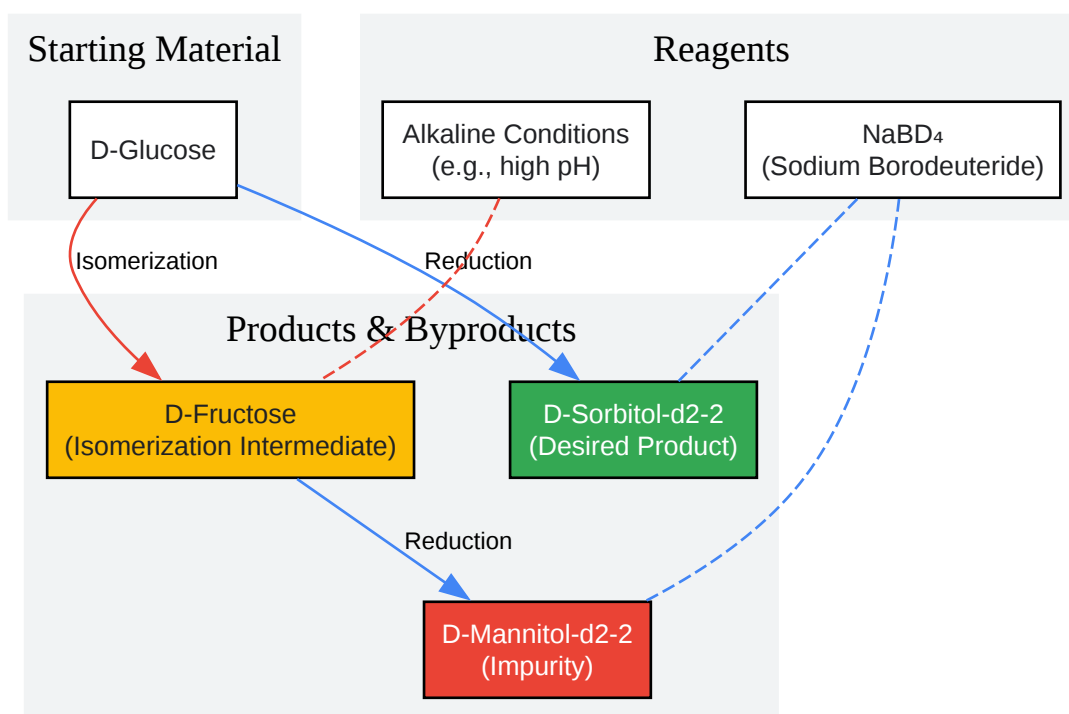 Starting Material
Reagents
D-Glucose
Alkaline Conditions
(e.g., high pH)
NaBD₄
(Sodium Borodeuteride)
Isomerization
Reduction
Products & Byproducts
D-Fructose
(Isomerization Intermediate)
D-Sorbitol-d2-2
(Desired Product)
Reduction
D-Mannitol-d2-2
(Impurity)